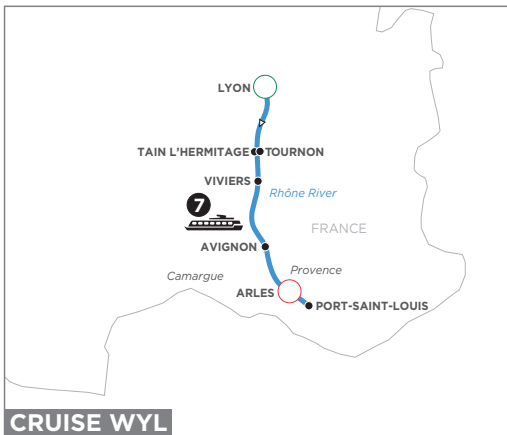 LYON
TAIN L'HERMITAGE TOURNON
VIVIERS
Rhône River
7
FRANCE
AVIGNON
Camargue
Provence
ARLES
PORT-SAINT-LOUIS
CRUISE WYL